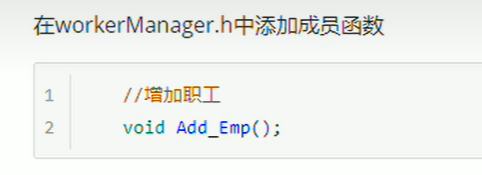 在workerManager.h中添加成员函数
1 //增加职工
2 void Add_Emp();